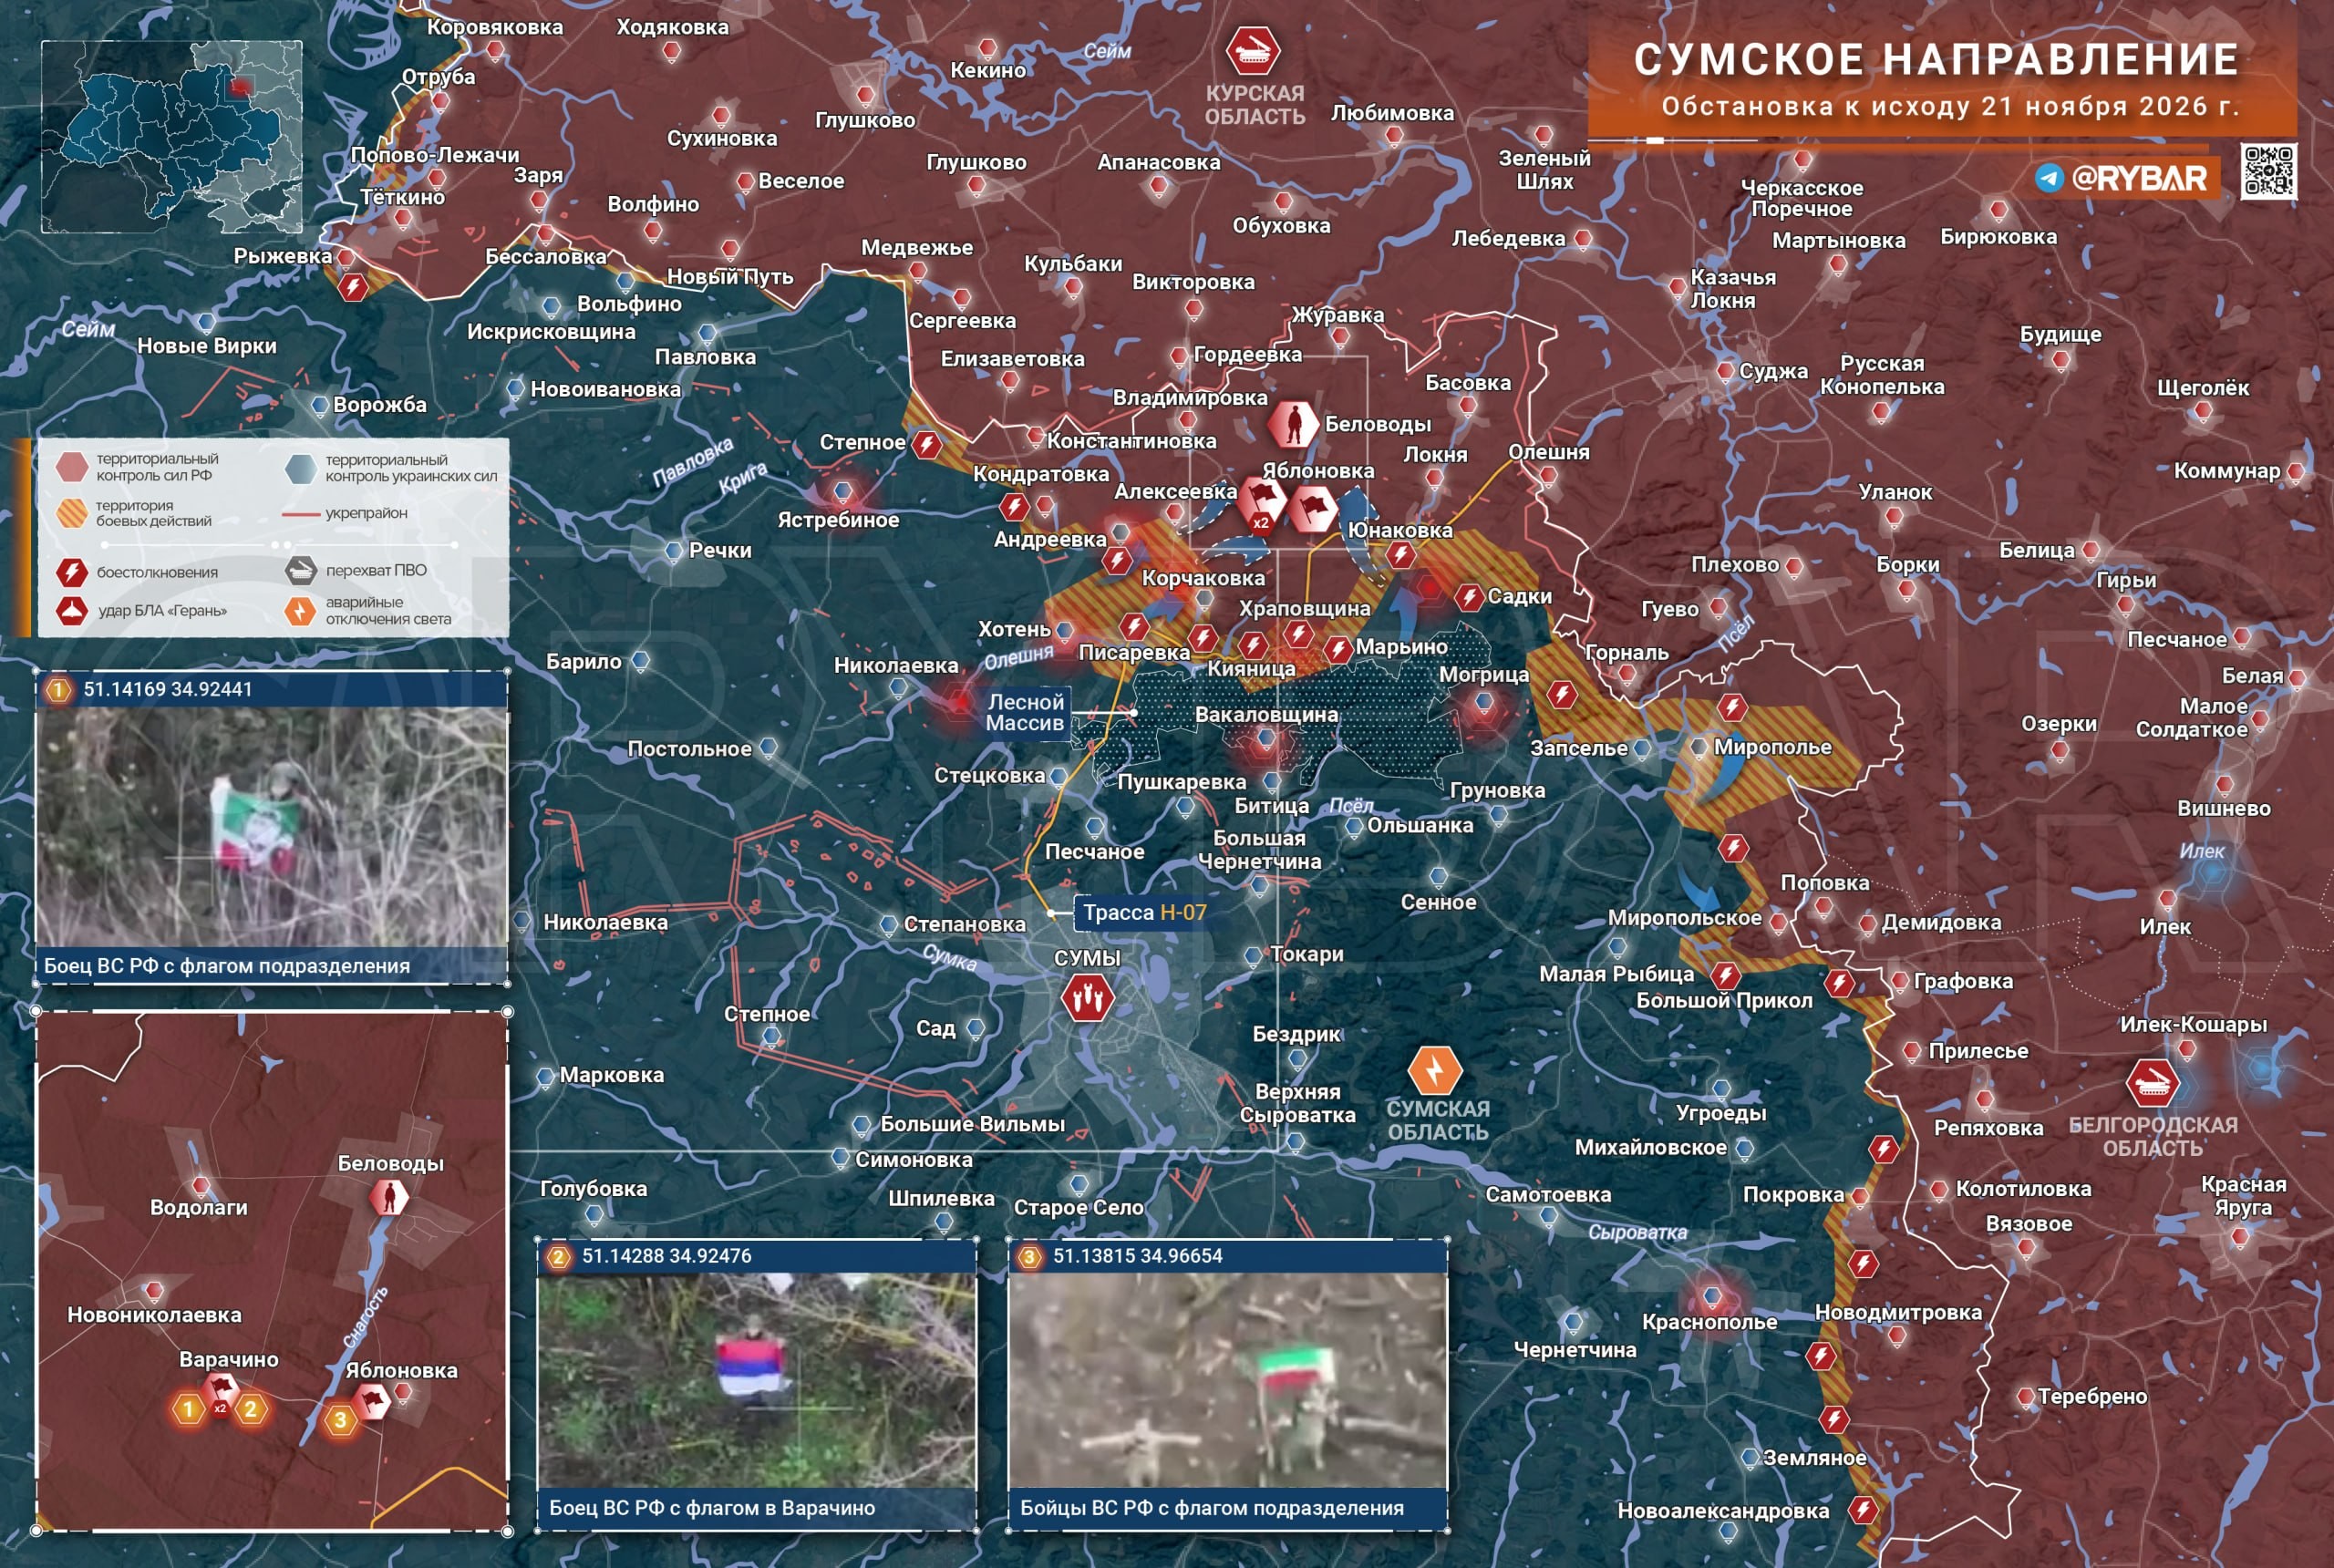 СУМСКОЕ НАПРАВЛЕНИЕ
Обстановка к исходу 21 ноября 2026 г.
@RYBAR
Коровяковка
Ходяковка
Кекино
Сейм
КУРСКАЯ
ОБЛАСТЬ
Отруба
Сухиновка
Глушково
Любимовка
Попово-Лежачи
Заря
Веселое
Глушково
Апанасовка
Зеленый
Шлях
Черкасское
Поречное
Тёткино
Волфино
Обуховка
Лебедевка
Мартыновка
Бирюковка
Рыжевка
Бессаловка
Новый Путь
Медвежье
Кульбаки
Викторовка
Казачья
Локня
Вольфино
Искрисковщина
Сейм
Новые Вирки
Павловка
Сергеевка
Журавка
Будище
Елизаветовка
Гордеевка
Суджа
Русская
Конопелька
Новоивановка
Ворожба
Владимировка
Басовка
Щеголёк
Степное
Константиновка
Беловоды
Павловка
Крига
Кондратовка
Яблоновка
Локня
Олешня
Коммунар
Алексеевка
x2
Уланок
Ястребиное
Андреевка
Юнаковка
Речки
Белица
Корчаковка
Плехово
Борки
Гирьи
Храповщина
Садки
Гуево
Псёл
Хотень
Олешня
Писаревка
Марьино
Песчаное
Барило
Николаевка
Кияница
Горналь
Могрица
Белая
Лесной
Массив
Вакаловщина
Малое
Солдаткое
Озерки
Постольное
Запселье
Мирополье
Стецковка
Пушкаревка
Битица
Псёл
Груновка
Вишнево
Ольшанка
Песчаное
Большая
Чернетчина
Илек
Сенное
Поповка
Трасса Н-07
Николаевка
Степановка
Миропольское
Демидовка
Илек
Сумка
СУМЫ
Токари
Малая Рыбица
Графовка
Большой Прикол
Степное
Сад
Бездрик
Илек-Кошары
Прилесье
Марковка
Верхняя
Сыроватка
СУМСКАЯ
ОБЛАСТЬ
Угроеды
Репяховка
БЕЛГОРОДСКАЯ
ОБЛАСТЬ
Большие Вильмы
Михайловское
Симоновка
Голубовка
Шпилевка
Старое Село
Самотоевка
Покровка
Колотиловка
Красная
Яруга
Вязовое
Сыроватка
Краснополье
Новодмитровка
Чернетчина
Теребрено
Земляное
Новоалександровка
территориальный
контроль сил РФ
территориальный
контроль украинских сил
территория
боевых действий
укрепрайон
боестолкновения
перехват ПВО
удар БЛА «Герань»
аварийные
отключения света
1 51.14169 34.92441
Боец ВС РФ с флагом подразделения
Беловоды
Водолаги
Новониколаевка
Снагость
Варачино
Яблоновка
1 x2 2
3
2 51.14288 34.92476
Боец ВС РФ с флагом в Варачино
3 51.13815 34.96654
Бойцы ВС РФ с флагом подразделения